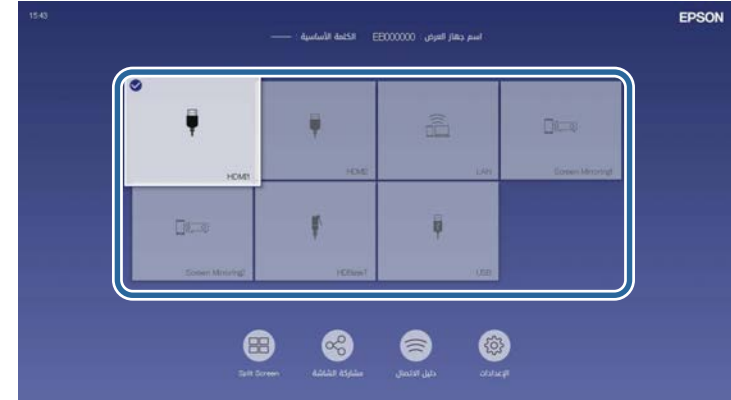 15:43
EPSON
اسم جهاز العرض : EB000000 الكلمة الأساسية : ----
HDMI1
HDMI2
LAN
Screen Mirroring1
Screen Mirroring2
HDBaseT
USB
Split Screen
مشاركة الشاشة
دليل الاتصال
الإعدادات